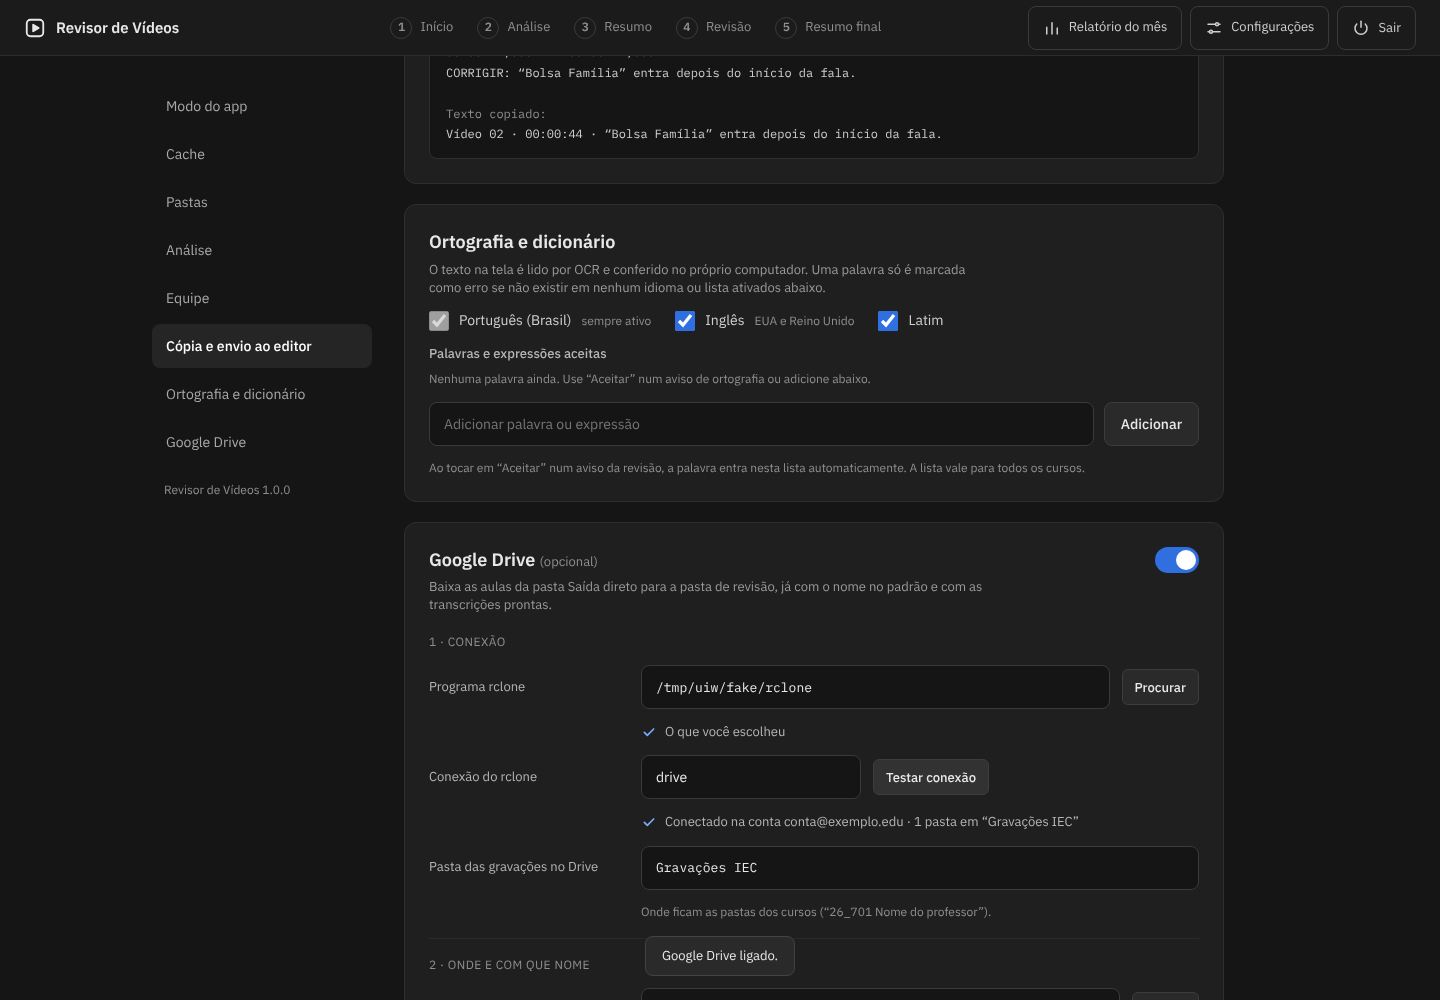 Revisor de Vídeos
1 Início
2 Análise
3 Resumo
4 Revisão
5 Resumo final
Relatório do mês
Configurações
Sair
Modo do app
Cache
Pastas
Análise
Equipe
Cópia e envio ao editor
Ortografia e dicionário
Google Drive
Revisor de Vídeos 1.0.0
CORRIGIR: “Bolsa Família” entra depois do início da fala.
Texto copiado:
Vídeo 02 · 00:00:44 · “Bolsa Família” entra depois do início da fala.
Ortografia e dicionário
O texto na tela é lido por OCR e conferido no próprio computador. Uma palavra só é marcada
como erro se não existir em nenhum idioma ou lista ativados abaixo.
Português (Brasil) sempre ativo
Inglês EUA e Reino Unido
Latim
Palavras e expressões aceitas
Nenhuma palavra ainda. Use “Aceitar” num aviso de ortografia ou adicione abaixo.
Adicionar palavra ou expressão
Adicionar
Ao tocar em “Aceitar” num aviso da revisão, a palavra entra nesta lista automaticamente. A lista vale para todos os cursos.
Google Drive (opcional)
Baixa as aulas da pasta Saída direto para a pasta de revisão, já com o nome no padrão e com as
transcrições prontas.
1 · CONEXÃO
Programa rclone
/tmp/uiw/fake/rclone
Procurar
O que você escolheu
Conexão do rclone
drive
Testar conexão
Conectado na conta conta@exemplo.edu · 1 pasta em “Gravações IEC”
Pasta das gravações no Drive
Gravações IEC
Onde ficam as pastas dos cursos (“26_701 Nome do professor”).
Google Drive ligado.
2 · ONDE E COM QUE NOME